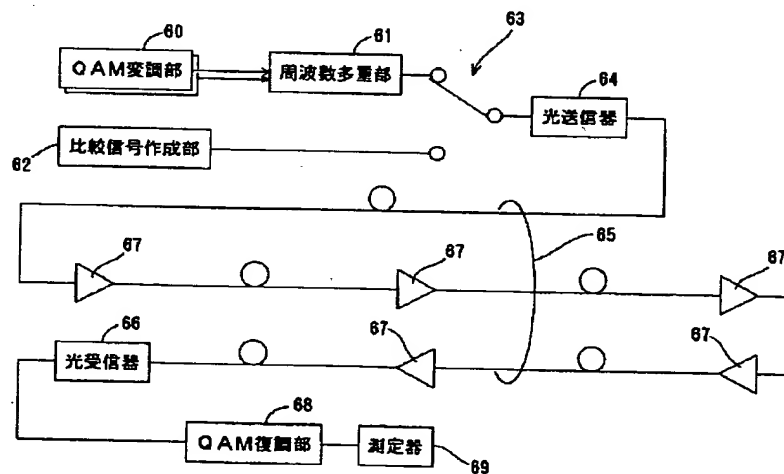 60
61
63
64
QAM変調部
周波数多重部
光送信器
62
比較信号作成部
65
67
67
67
66
67
67
光受信器
68
QAM復調部
測定器
69